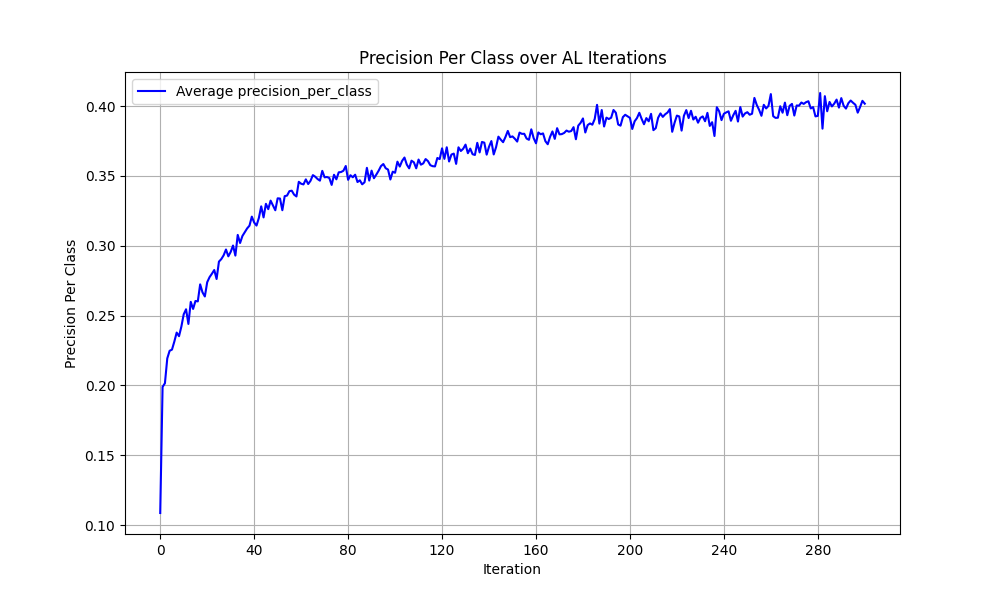 Precision Per Class over AL Iterations
Average precision_per_class
Precision Per Class
0.40
0.35
0.30
0.25
0.20
0.15
0.10
0 40 80 120 160 200 240 280
Iteration